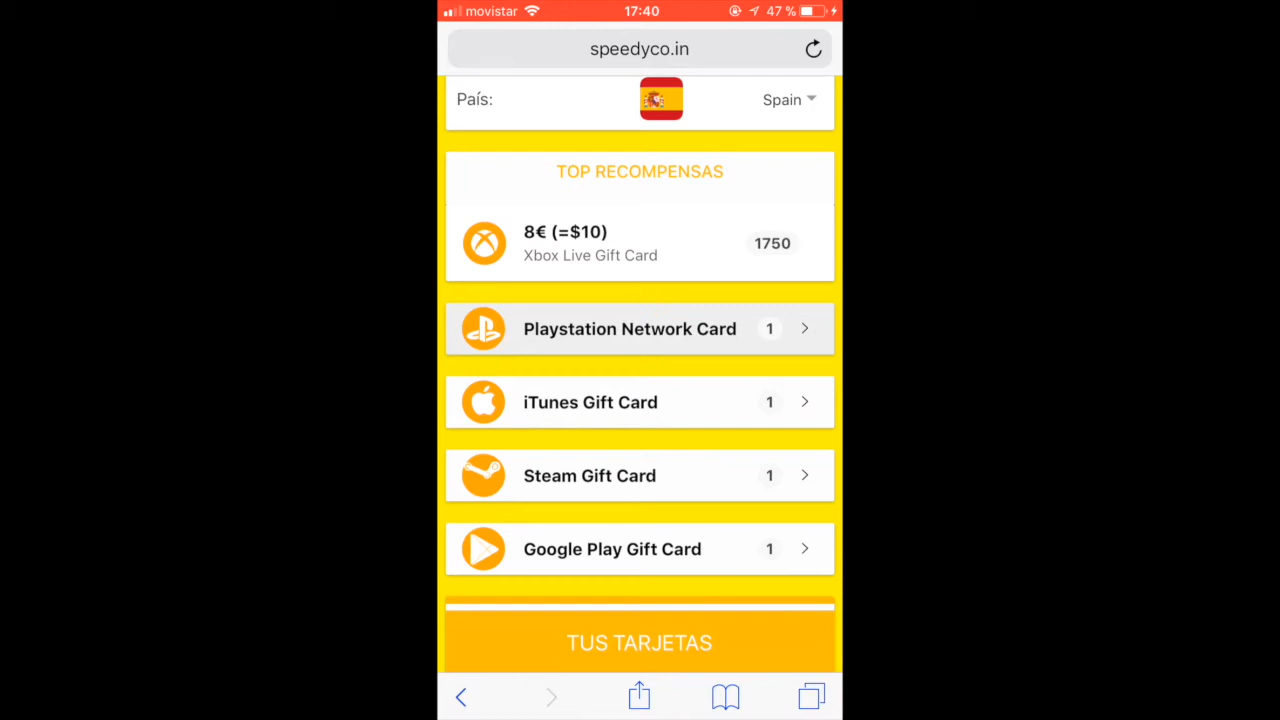 movistar 17:40 47 %
speedyco.in
País: Spain
TOP RECOMPENSAS
8€ (=$10)
Xbox Live Gift Card
1750
Playstation Network Card 1
iTunes Gift Card 1
Steam Gift Card 1
Google Play Gift Card 1
TUS TARJETAS